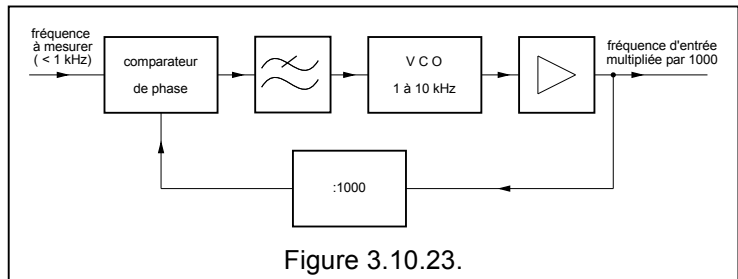 fréquence
à mesurer
( < 1 kHz)
comparateur
de phase
V C O
1 à 10 kHz
fréquence d'entrée
multipliée par 1000
:1000
Figure 3.10.23.